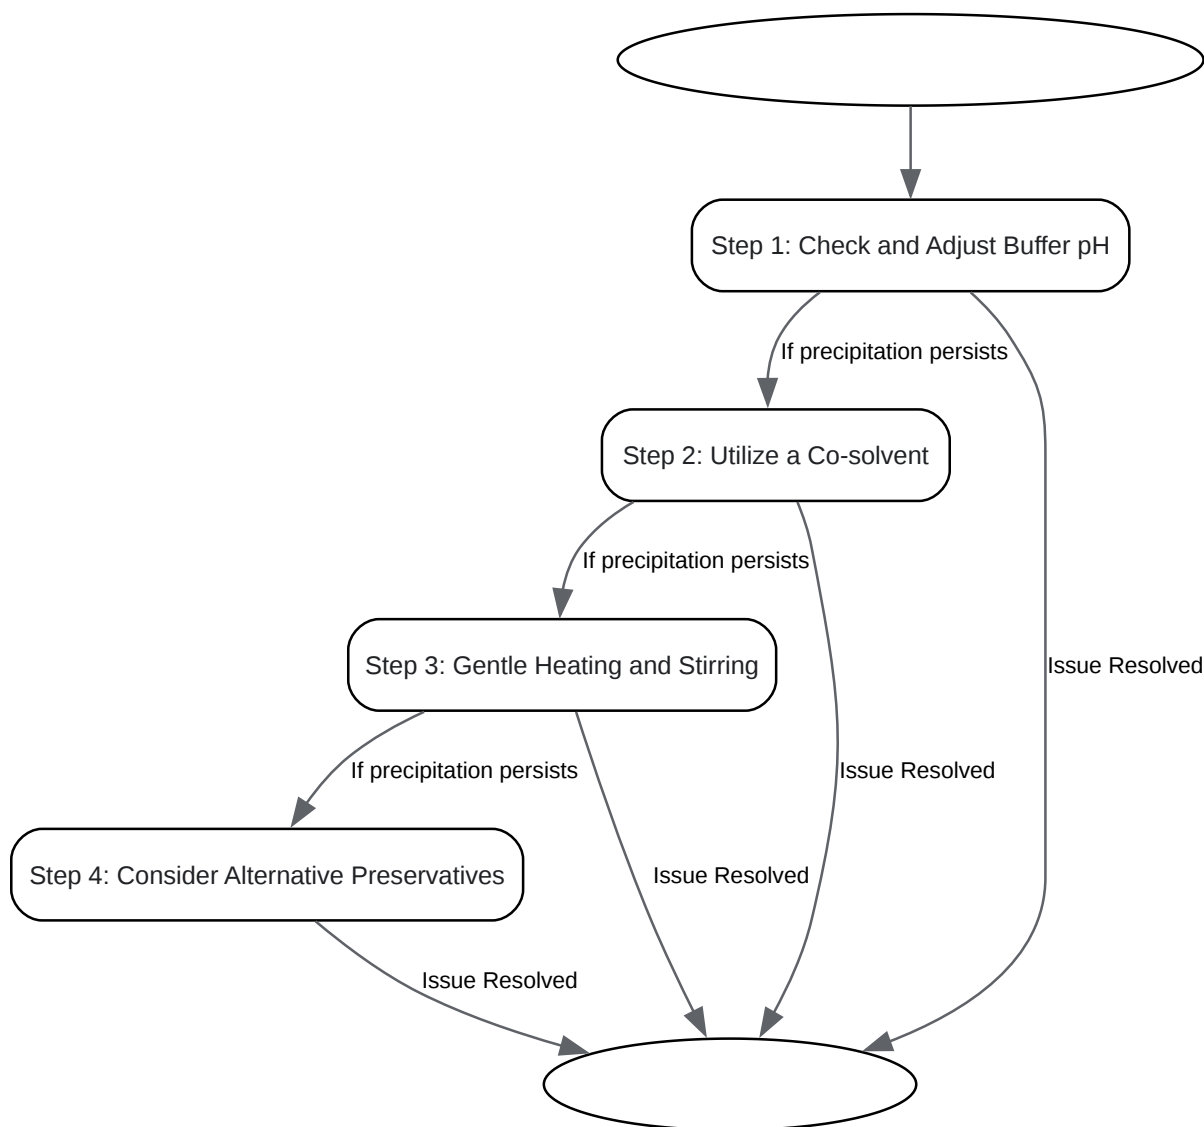 Step 1: Check and Adjust Buffer pH
If precipitation persists
Step 2: Utilize a Co-solvent
If precipitation persists
Step 3: Gentle Heating and Stirring
Issue Resolved
If precipitation persists
Issue Resolved
Step 4: Consider Alternative Preservatives
Issue Resolved
Issue Resolved